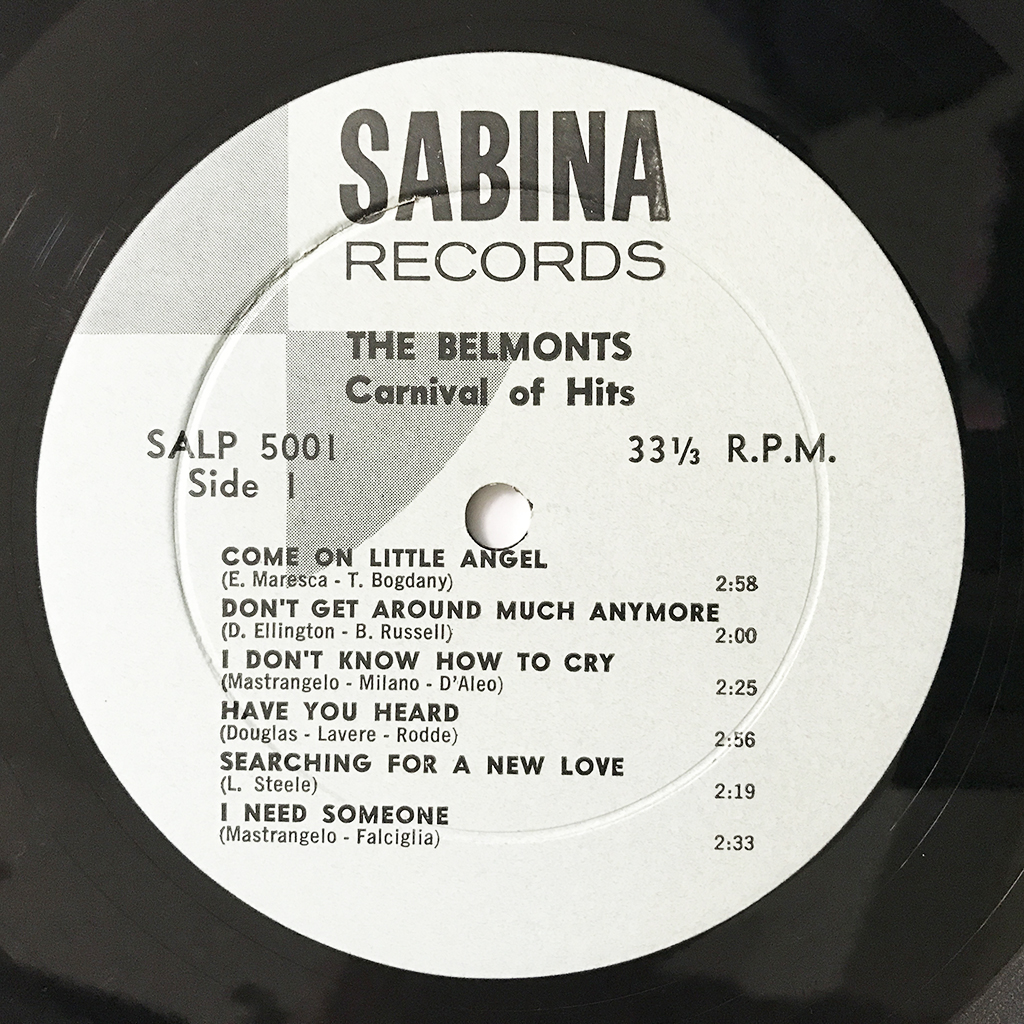 SABINA
RECORDS
THE BELMONTS
Carnival of Hits
SALP 5001
33 1/3 R.P.M.
Side 1
COME ON LITTLE ANGEL
(E. Maresca - T. Bogdany) 2:58
DON'T GET AROUND MUCH ANYMORE
(D. Ellington - B. Russell) 2:00
I DON'T KNOW HOW TO CRY
(Mastrangelo - Milano - D'Aleo) 2:25
HAVE YOU HEARD
(Douglas - Lavere - Rodde) 2:56
SEARCHING FOR A NEW LOVE
(L. Steele) 2:19
I NEED SOMEONE
(Mastrangelo - Falciglia) 2:33